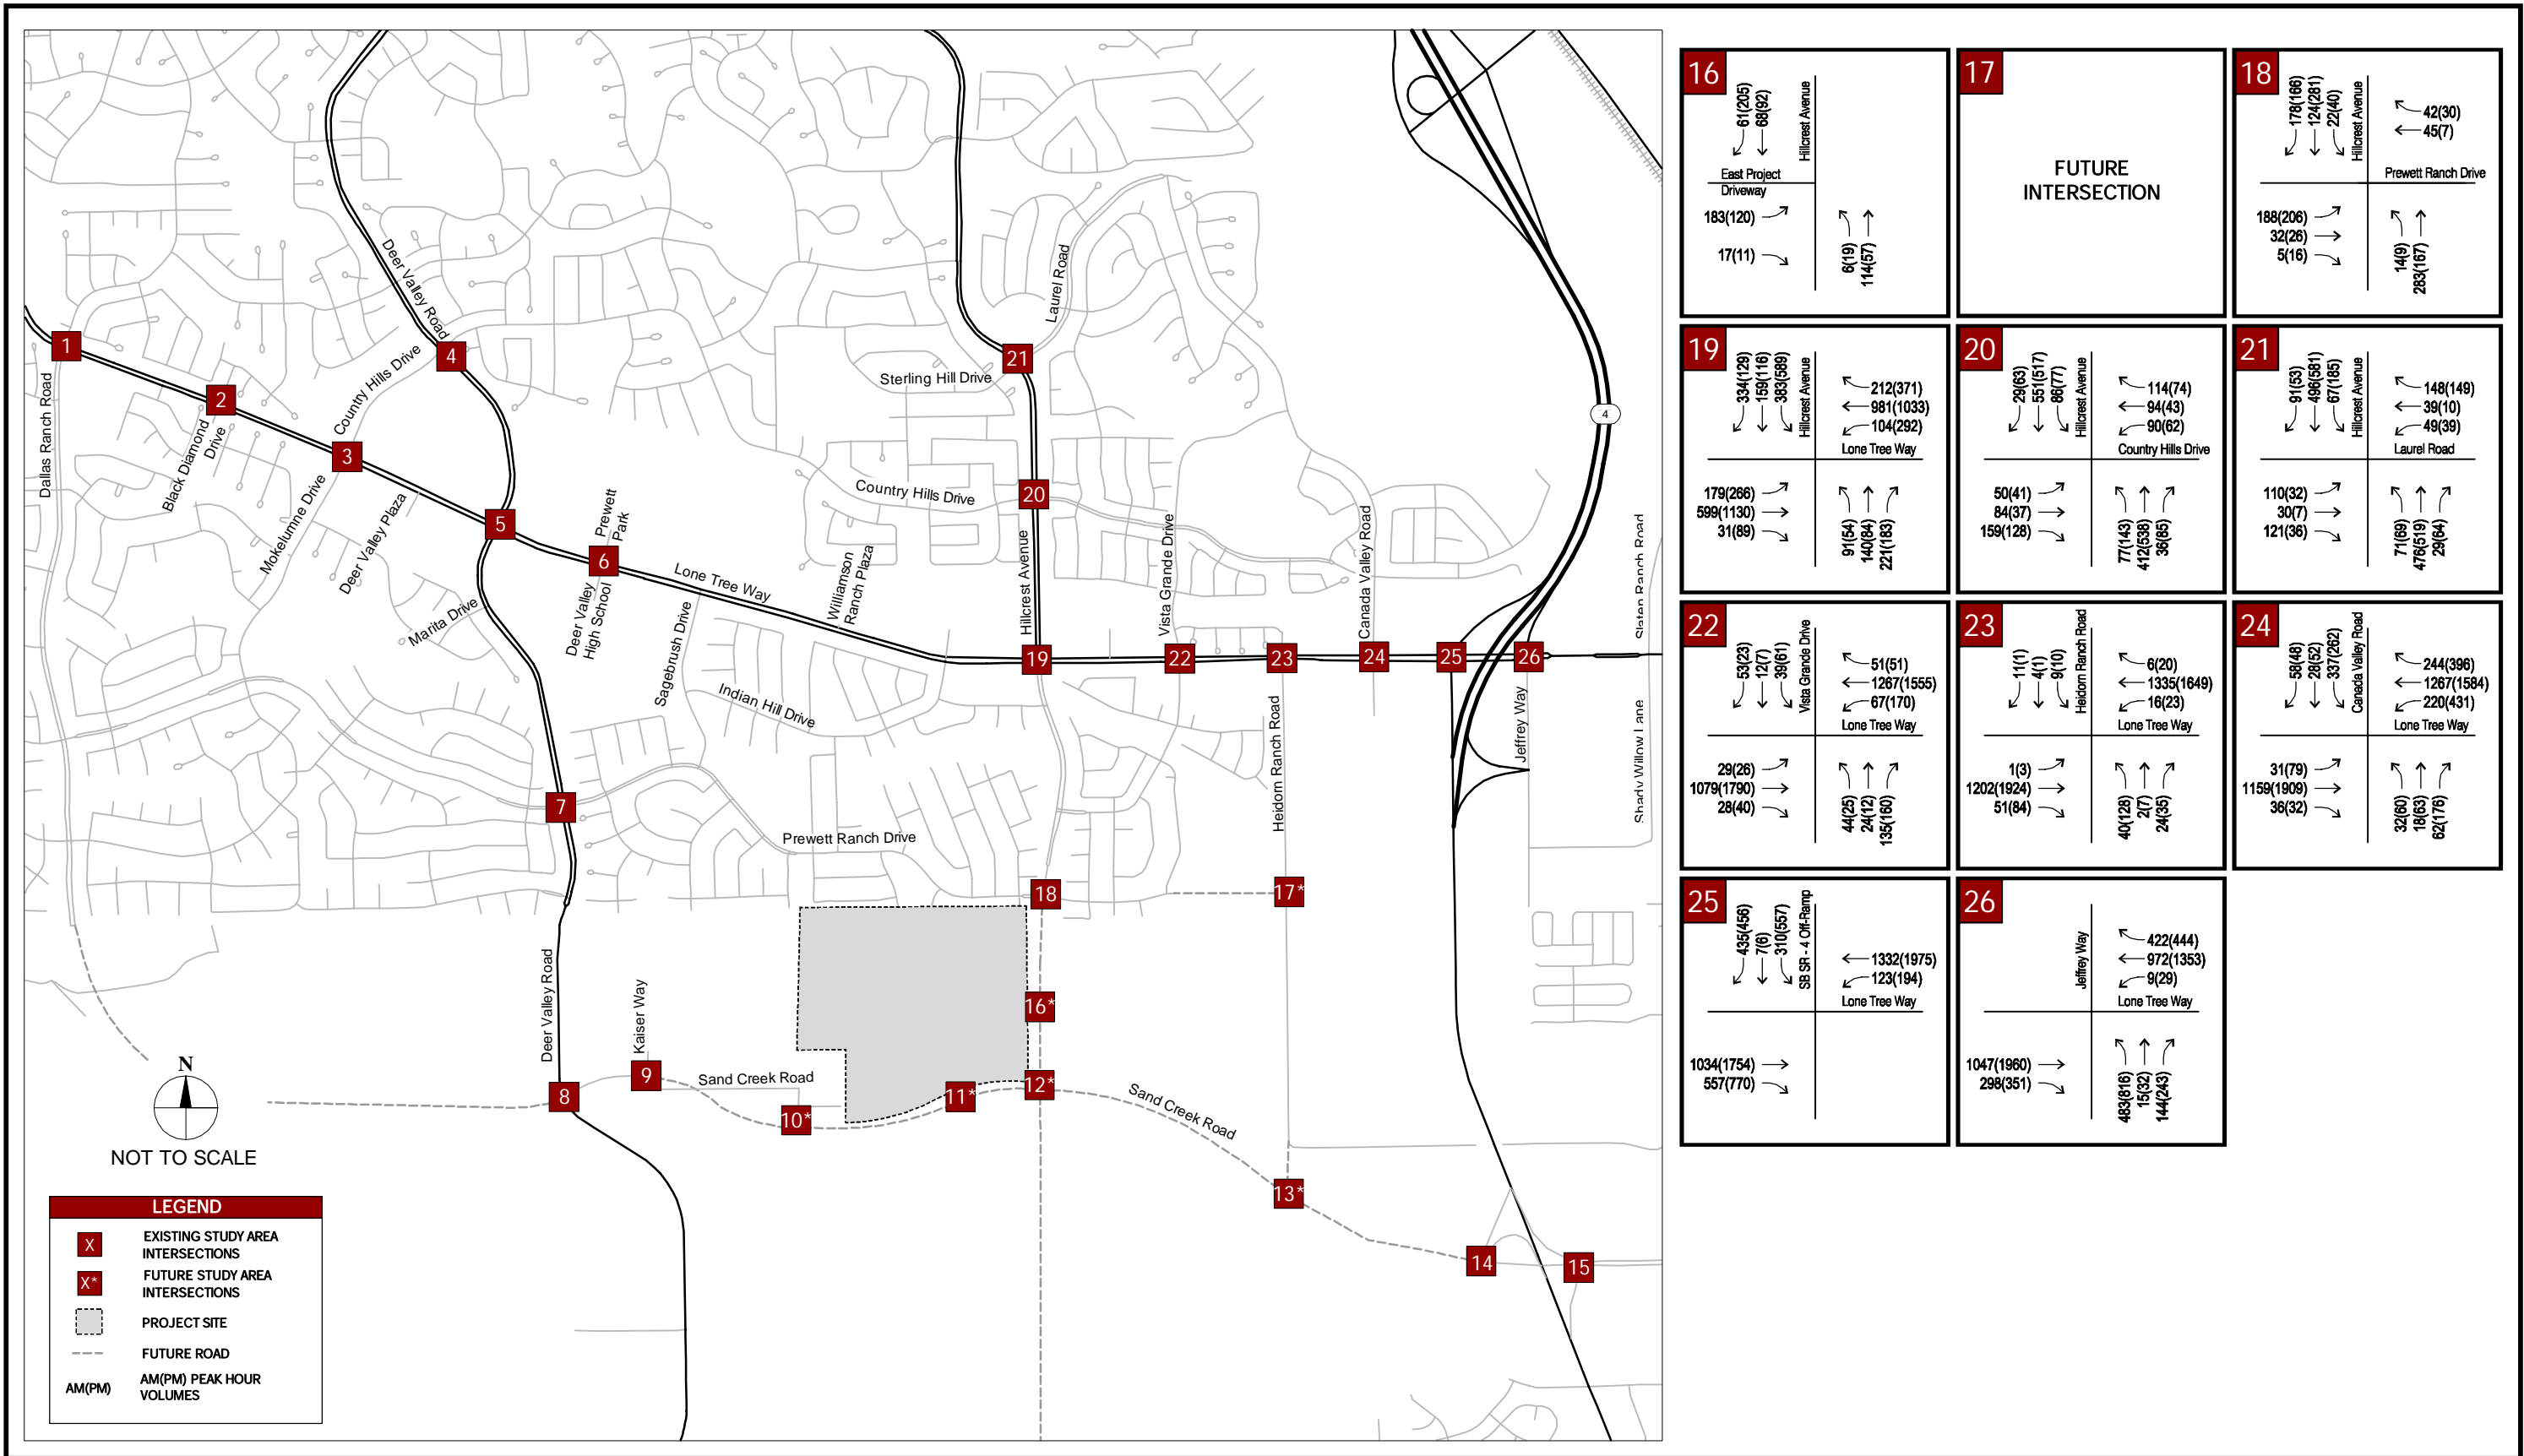 Deer Valley Road
Laurel Road
Sterling Hill Drive
Country Hills Drive
Dallas Ranch Road
Black Diamond
Drive
Country Hills Drive
Mokelumne Drive
Deer Valley Plaza
Marita Drive
Prewett
Park
Deer Valley
High School
Lone Tree Way
Sagebrush Drive
Indian Hill Drive
Williamson
Ranch Plaza
Hillcrest Avenue
Vista Grande Drive
Canada Valley Road
Slaten Ranch Road
Shady Willow Lane
Jeffrey Way
Heidorn Ranch Road
Prewett Ranch Drive
Deer Valley Road
Kaiser Way
Sand Creek Road
Sand Creek Road
1
2
3
4
5
6
7
8
9
10*
11*
12*
13*
14
15
16*
17*
18
19
20
21
22
23
24
25
26
4
N
NOT TO SCALE
LEGEND
X
EXISTING STUDY AREA
INTERSECTIONS
X*
FUTURE STUDY AREA
INTERSECTIONS
PROJECT SITE
FUTURE ROAD
AM(PM)
AM(PM) PEAK HOUR
VOLUMES
16
61(205)
68(92)
Hillcrest Avenue
East Project
Driveway
183(120)
17(11)
6(19)
114(57)
17
FUTURE
INTERSECTION
18
178(166)
124(281)
22(40)
Hillcrest Avenue
42(30)
45(7)
Prewett Ranch Drive
188(206)
32(26)
5(16)
14(9)
283(167)
19
334(129)
159(116)
383(589)
Hillcrest Avenue
212(371)
981(1033)
104(292)
Lone Tree Way
179(266)
599(1130)
31(89)
91(54)
140(84)
221(183)
20
29(63)
551(517)
86(77)
Hillcrest Avenue
114(74)
94(43)
90(62)
Country Hills Drive
50(41)
84(37)
159(128)
77(143)
412(538)
36(85)
21
91(53)
496(581)
67(185)
Hillcrest Avenue
148(149)
39(10)
49(39)
Laurel Road
110(32)
30(7)
121(36)
71(69)
476(519)
29(64)
22
53(23)
12(7)
39(61)
Vista Grande Drive
51(51)
1267(1555)
67(170)
Lone Tree Way
29(26)
1079(1790)
28(40)
44(25)
24(12)
135(160)
23
11(1)
4(1)
9(10)
Heidorn Ranch Road
6(20)
1335(1649)
16(23)
Lone Tree Way
1(3)
1202(1924)
51(84)
40(128)
2(7)
24(35)
24
58(48)
28(52)
337(262)
Canada Valley Road
244(396)
1267(1584)
220(431)
Lone Tree Way
31(79)
1159(1909)
36(32)
32(60)
18(63)
62(176)
25
435(456)
7(6)
310(557)
SB SR - 4 Off-Ramp
1332(1975)
123(194)
Lone Tree Way
1034(1754)
557(770)
26
Jeffrey Way
422(444)
972(1353)
9(29)
Lone Tree Way
1047(1960)
298(351)
483(816)
15(32)
144(243)